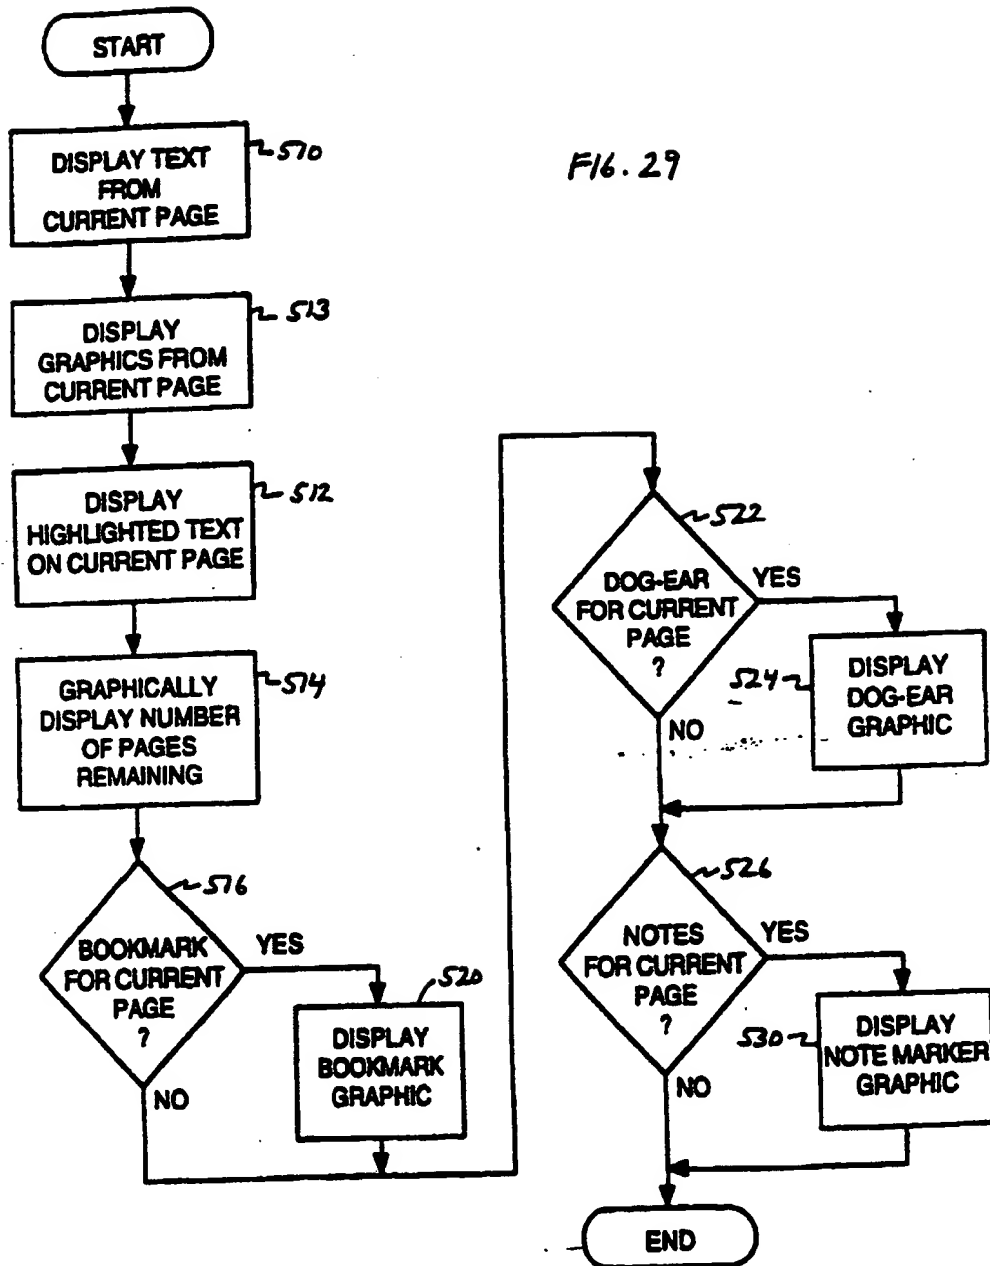 START
DISPLAY TEXT
FROM
CURRENT PAGE
510
FIG. 29
DISPLAY
GRAPHICS FROM
CURRENT PAGE
513
DISPLAY
HIGHLIGHTED TEXT
ON CURRENT PAGE
512
GRAPHICALLY
DISPLAY NUMBER
OF PAGES
REMAINING
514
516
BOOKMARK
FOR CURRENT
PAGE
?
YES
NO
520
DISPLAY
BOOKMARK
GRAPHIC
522
DOG-EAR
FOR CURRENT
PAGE
?
YES
NO
524
DISPLAY
DOG-EAR
GRAPHIC
526
NOTES
FOR CURRENT
PAGE
?
YES
NO
530
DISPLAY
NOTE MARKER
GRAPHIC
END